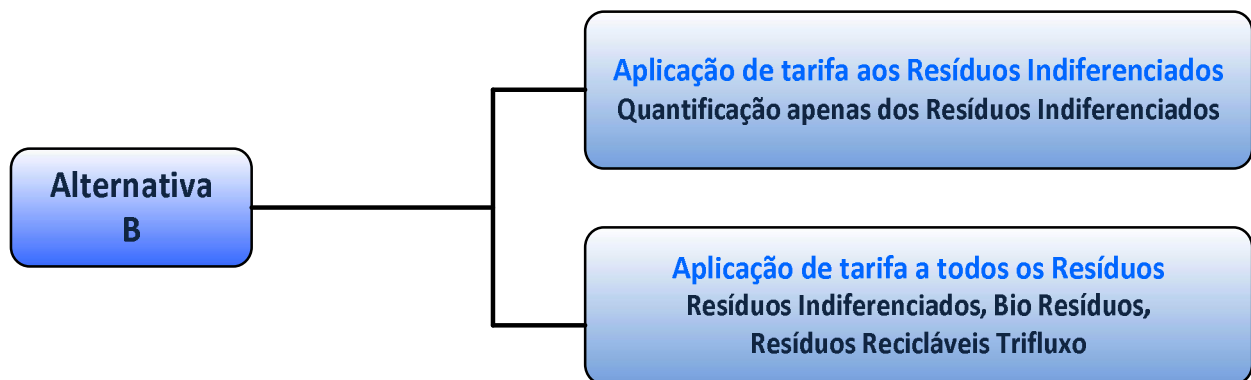 Alternativa
B
Aplicação de tarifa aos Resíduos Indiferenciados
Quantificação apenas dos Resíduos Indiferenciados
Aplicação de tarifa a todos os Resíduos
Resíduos Indiferenciados, Bio Resíduos,
Resíduos Recicláveis Trifluxo